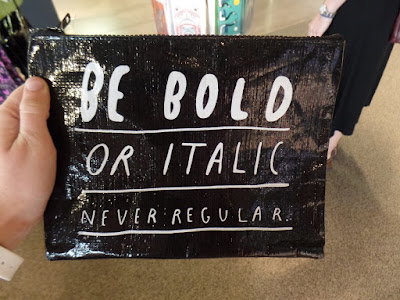 BE BOLD
OR ITALIC
NEVER REGULAR.